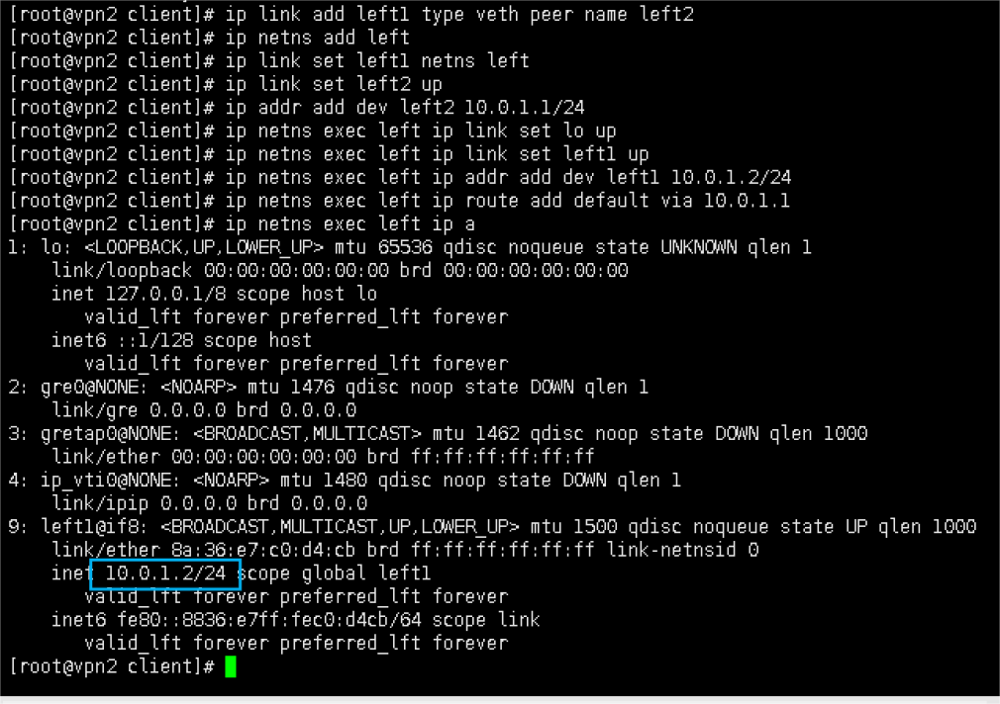 [root@vpn2 client]# ip link add left1 type veth peer name left2
[root@vpn2 client]# ip netns add left
[root@vpn2 client]# ip link set left1 netns left
[root@vpn2 client]# ip link set left2 up
[root@vpn2 client]# ip addr add dev left2 10.0.1.1/24
[root@vpn2 client]# ip netns exec left ip link set lo up
[root@vpn2 client]# ip netns exec left ip link set left1 up
[root@vpn2 client]# ip netns exec left ip addr add dev left1 10.0.1.2/24
[root@vpn2 client]# ip netns exec left ip route add default via 10.0.1.1
[root@vpn2 client]# ip netns exec left ip a
1: lo: <LOOPBACK,UP,LOWER_UP> mtu 65536 qdisc noqueue state UNKNOWN qlen 1
    link/loopback 00:00:00:00:00:00 brd 00:00:00:00:00:00
    inet 127.0.0.1/8 scope host lo
       valid_lft forever preferred_lft forever
    inet6 ::1/128 scope host
       valid_lft forever preferred_lft forever
2: gre0@NONE: <NOARP> mtu 1476 qdisc noop state DOWN qlen 1
    link/gre 0.0.0.0 brd 0.0.0.0
3: gretap0@NONE: <BROADCAST,MULTICAST> mtu 1462 qdisc noop state DOWN qlen 1000
    link/ether 00:00:00:00:00:00 brd ff:ff:ff:ff:ff:ff
4: ip_vti0@NONE: <NOARP> mtu 1480 qdisc noop state DOWN qlen 1
    link/ipip 0.0.0.0 brd 0.0.0.0
9: left1@if8: <BROADCAST,MULTICAST,UP,LOWER_UP> mtu 1500 qdisc noqueue state UP qlen 1000
    link/ether 8a:36:e7:c0:d4:cb brd ff:ff:ff:ff:ff:ff link-netnsid 0
    inet 10.0.1.2/24 scope global left1
       valid_lft forever preferred_lft forever
    inet6 fe80::8836:e7ff:fec0:d4cb/64 scope link
       valid_lft forever preferred_lft forever
[root@vpn2 client]#